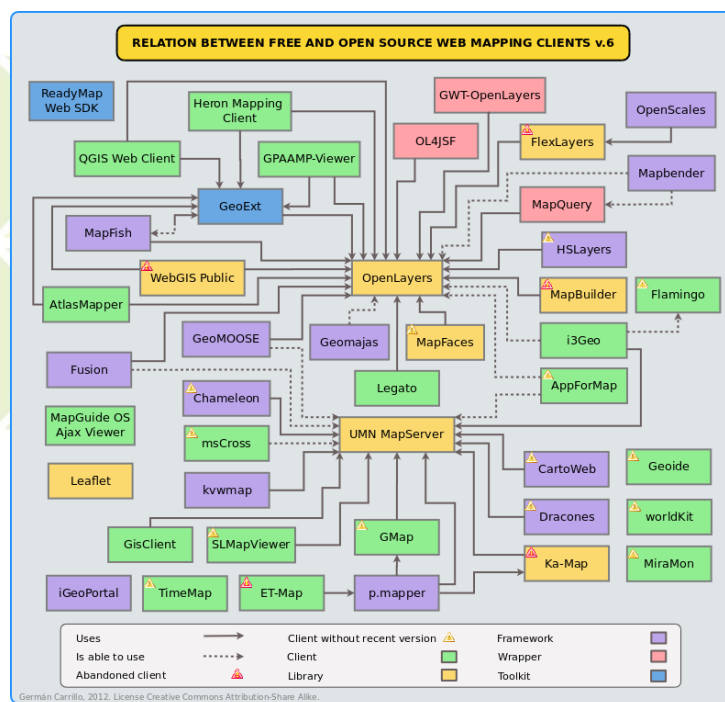 RELATION BETWEEN FREE AND OPEN SOURCE WEB MAPPING CLIENTS v.6
ReadyMap
Web SDK
Heron Mapping
Client
GWT-OpenLayers
OpenScales
QGIS Web Client
GPAAMP-Viewer
OL4JSF
FlexLayers
Mapbender
GeoExt
MapQuery
MapFish
HSLayers
WebGIS Public
OpenLayers
AtlasMapper
MapBuilder
Flamingo
GeoMOOSE
Geomajas
MapFaces
i3Geo
Fusion
Legato
AppForMap
Chameleon
MapGuide OS
Ajax Viewer
msCross
UMN MapServer
Leaflet
kvwmap
CartoWeb
Geoide
Dracones
worldKit
GisClient
SLMapViewer
GMap
Ka-Map
MiraMon
iGeoPortal
TimeMap
ET-Map
p.mapper
Uses
Client without recent version
Framework
Is able to use
Client
Wrapper
Abandoned client
Library
Toolkit
Germán Carrillo, 2012. License Creative Commons Attribution-Share Alike.